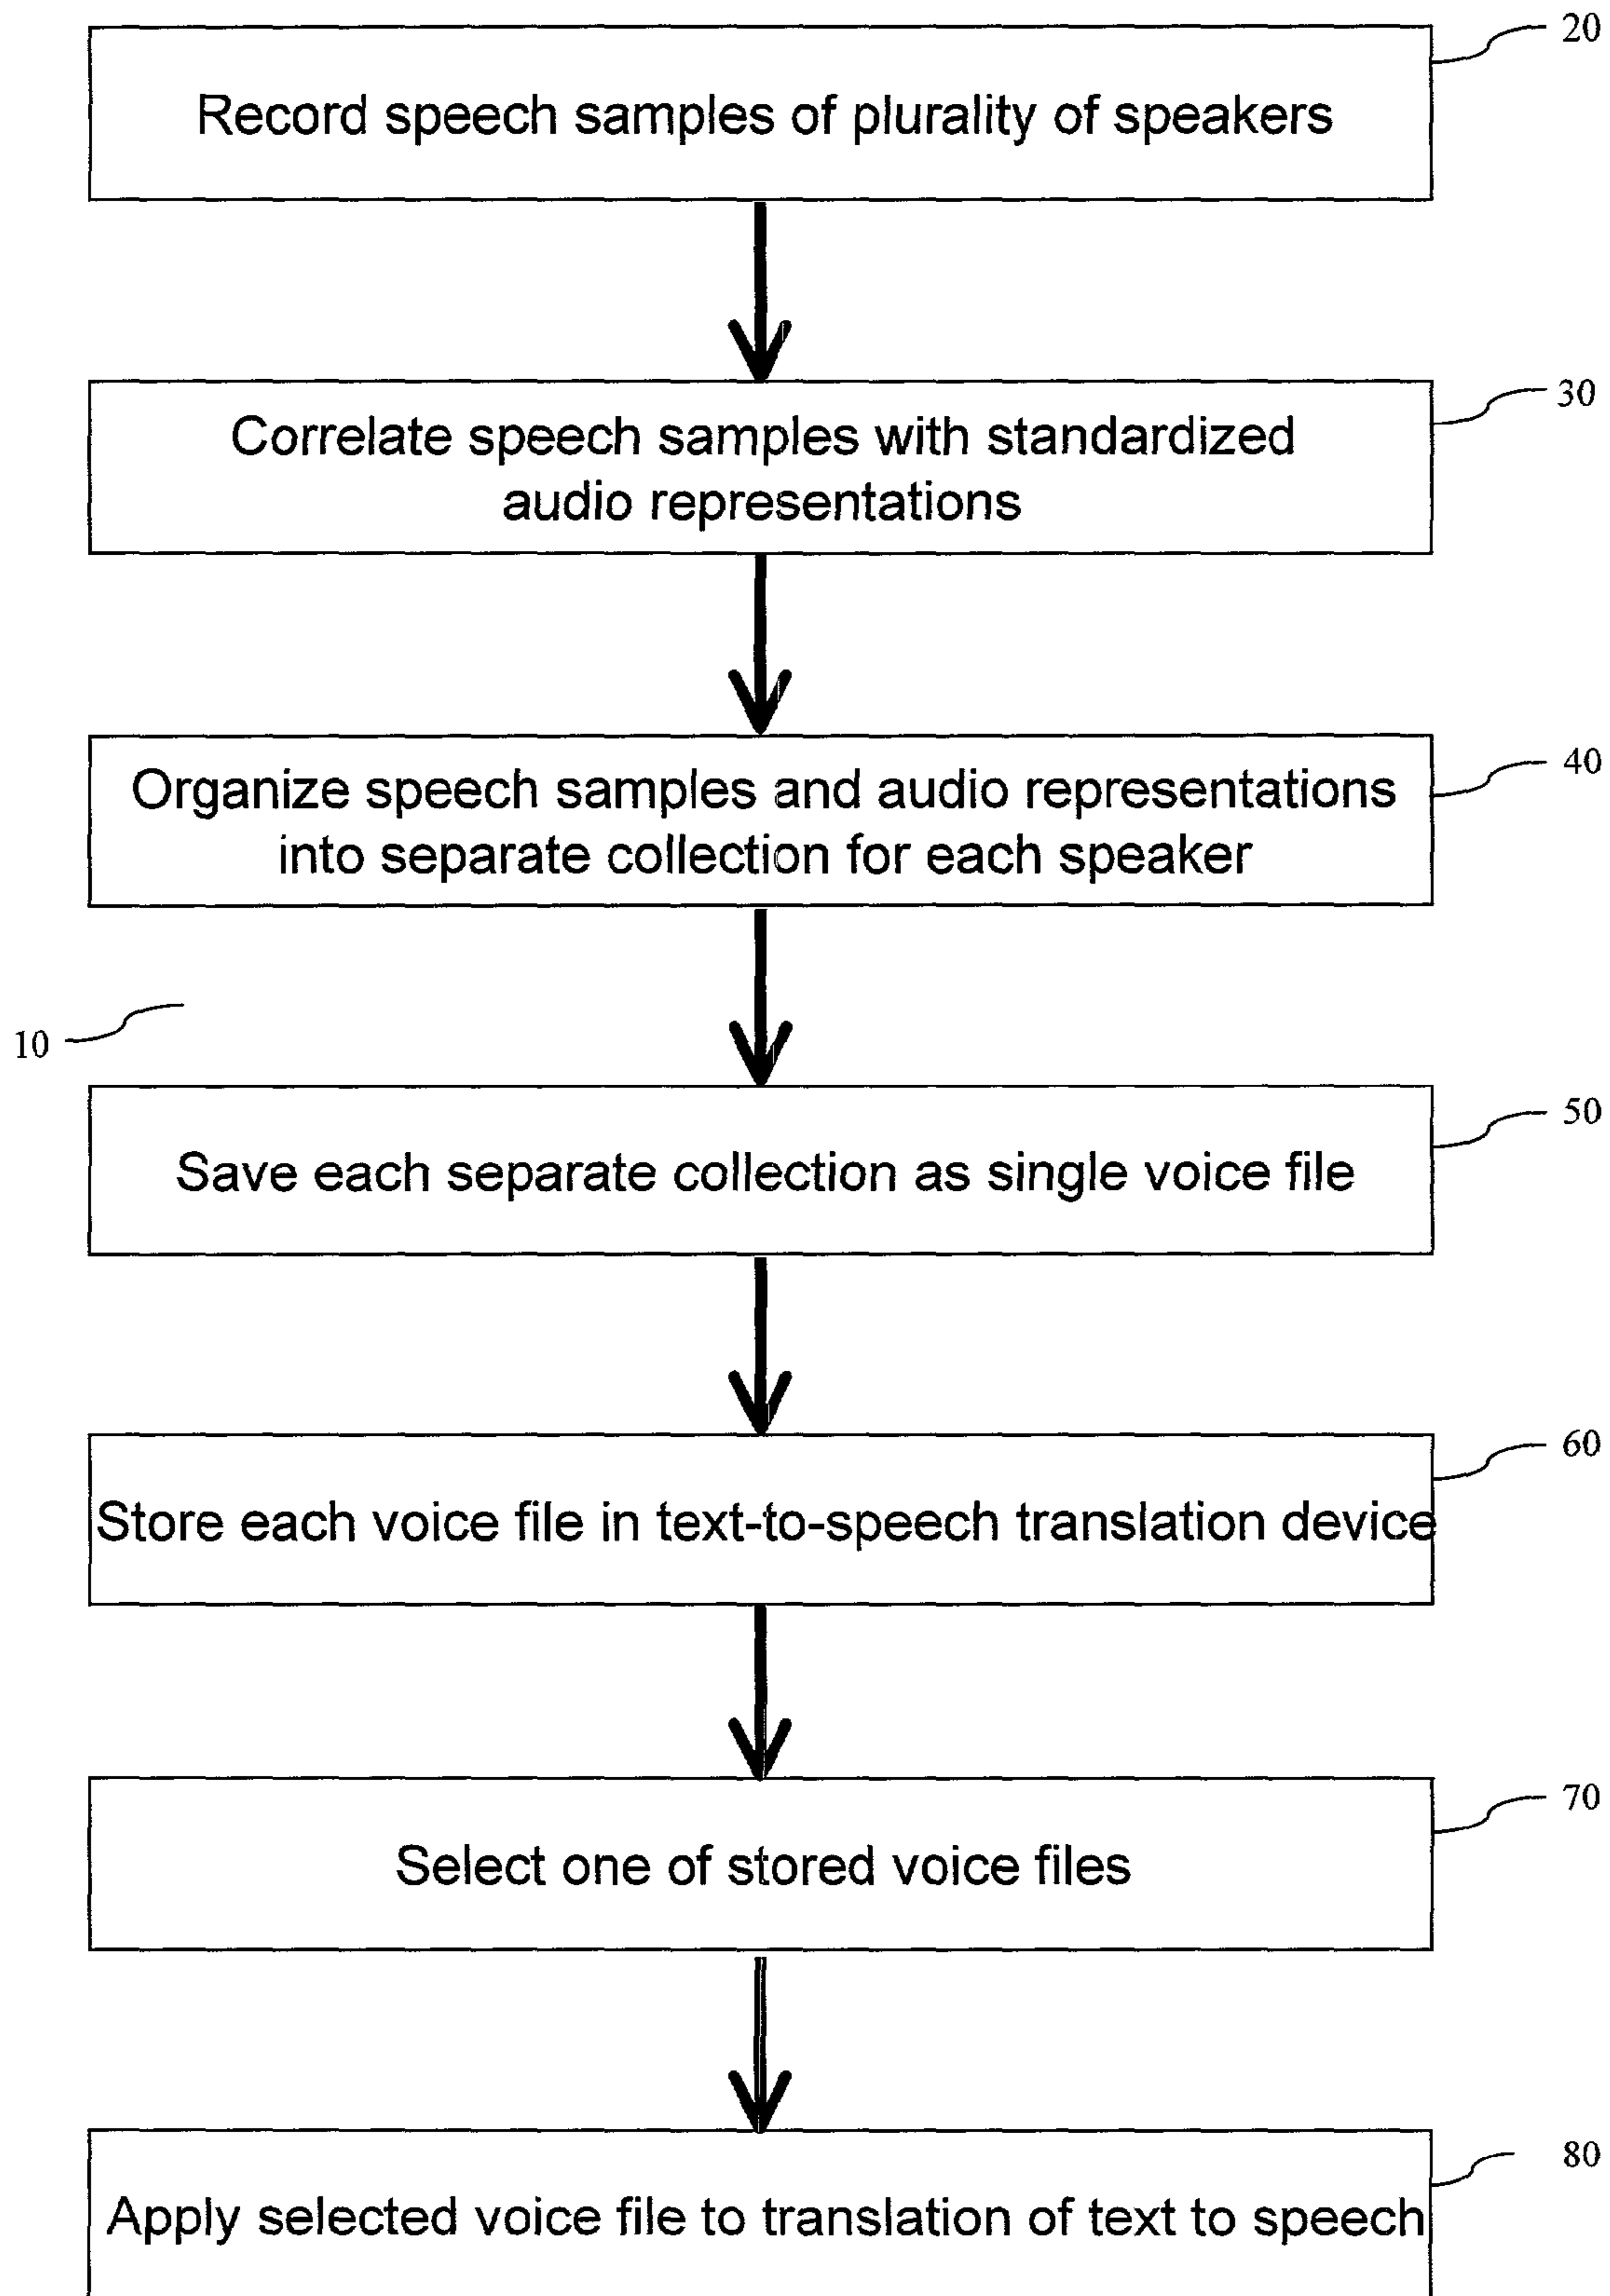 20
Record speech samples of plurality of speakers
30
Correlate speech samples with standardized
audio representations
40
Organize speech samples and audio representations
into separate collection for each speaker
10
50
Save each separate collection as single voice file
60
Store each voice file in text-to-speech translation device
70
Select one of stored voice files
80
Apply selected voice file to translation of text to speech